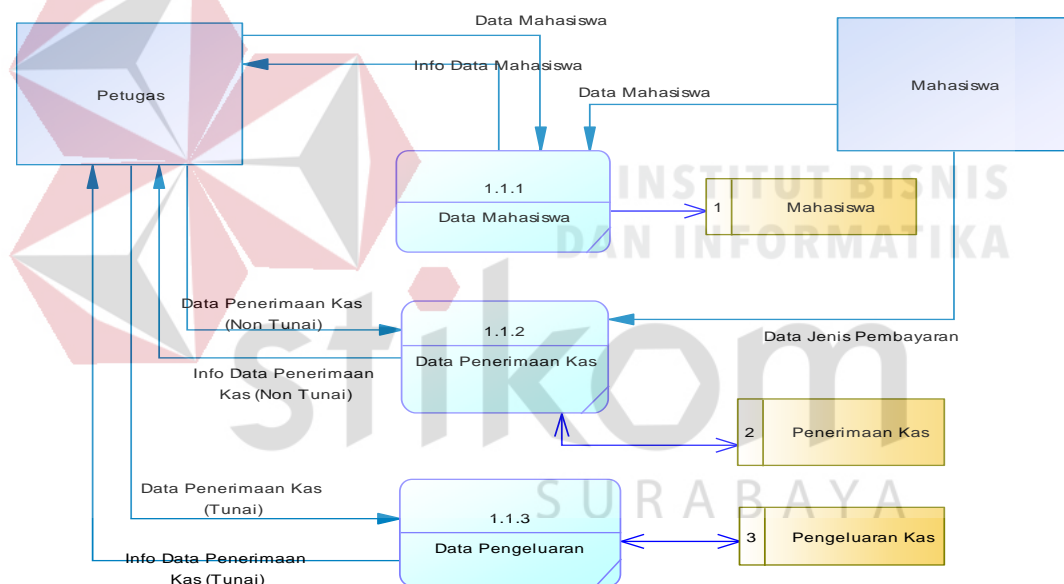 Data Mahasiswa
Petugas
Info Data Mahasiswa
Data Mahasiswa
Mahasiswa
1.1.1
Data Mahasiswa
1
Mahasiswa
INSTITUT BISNIS
DAN INFORMATIKA
Data Penerimaan Kas
(Non Tunai)
1.1.2
Data Penerimaan Kas
Data Jenis Pembayaran
Info Data Penerimaan
Kas (Non Tunai)
stikom
2
Penerimaan Kas
SURABAYA
Data Penerimaan Kas
(Tunai)
1.1.3
Data Pengeluaran
3
Pengeluaran Kas
Info Data Penerimaan
Kas (Tunai)